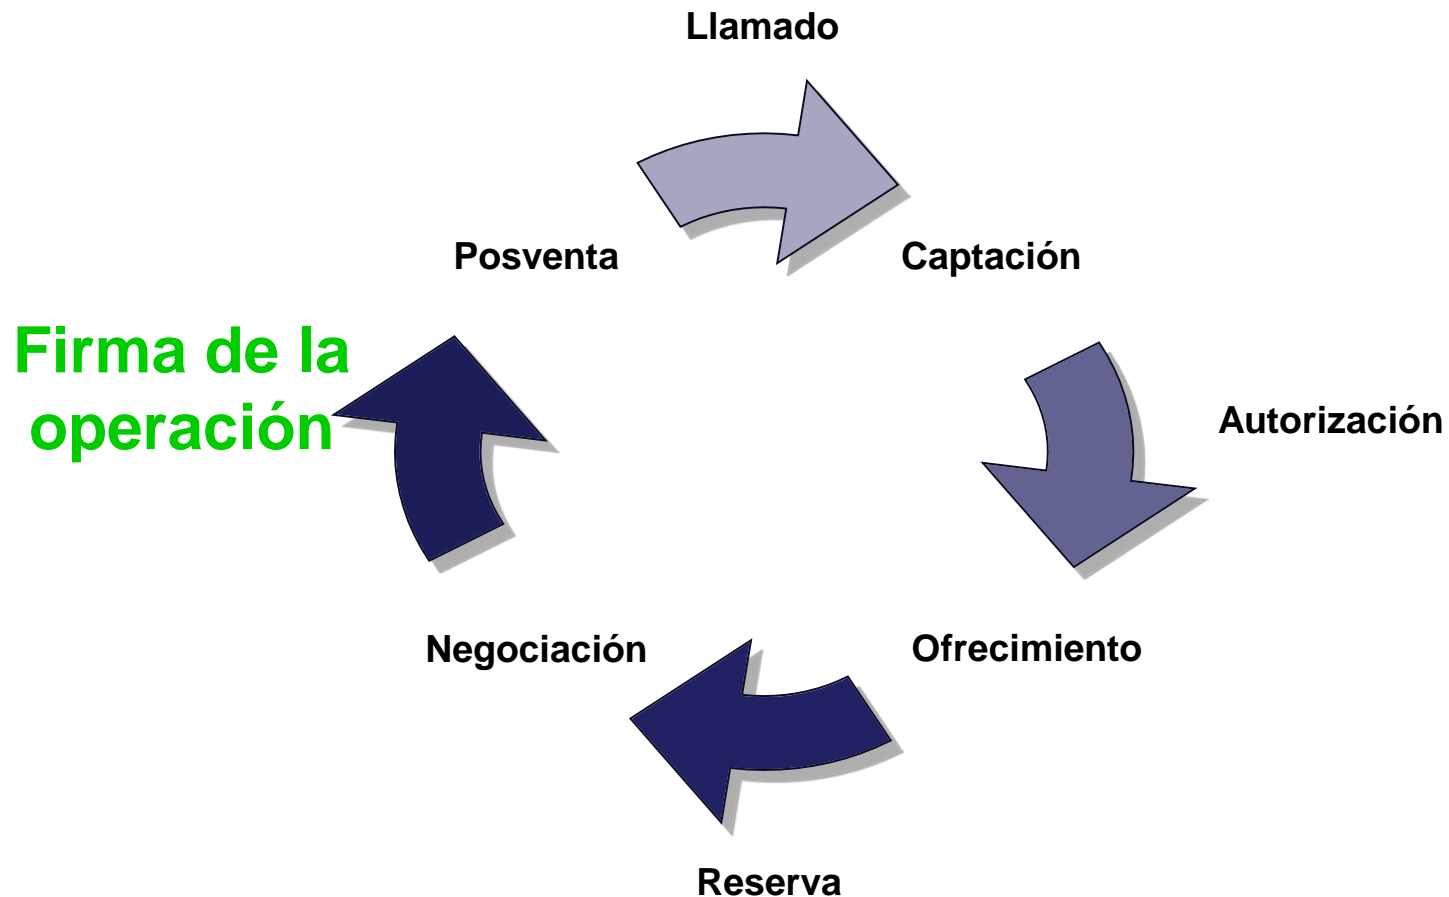 Llamado
Posventa
Captación
Firma de la
operación
Autorización
Negociación
Ofrecimiento
Reserva